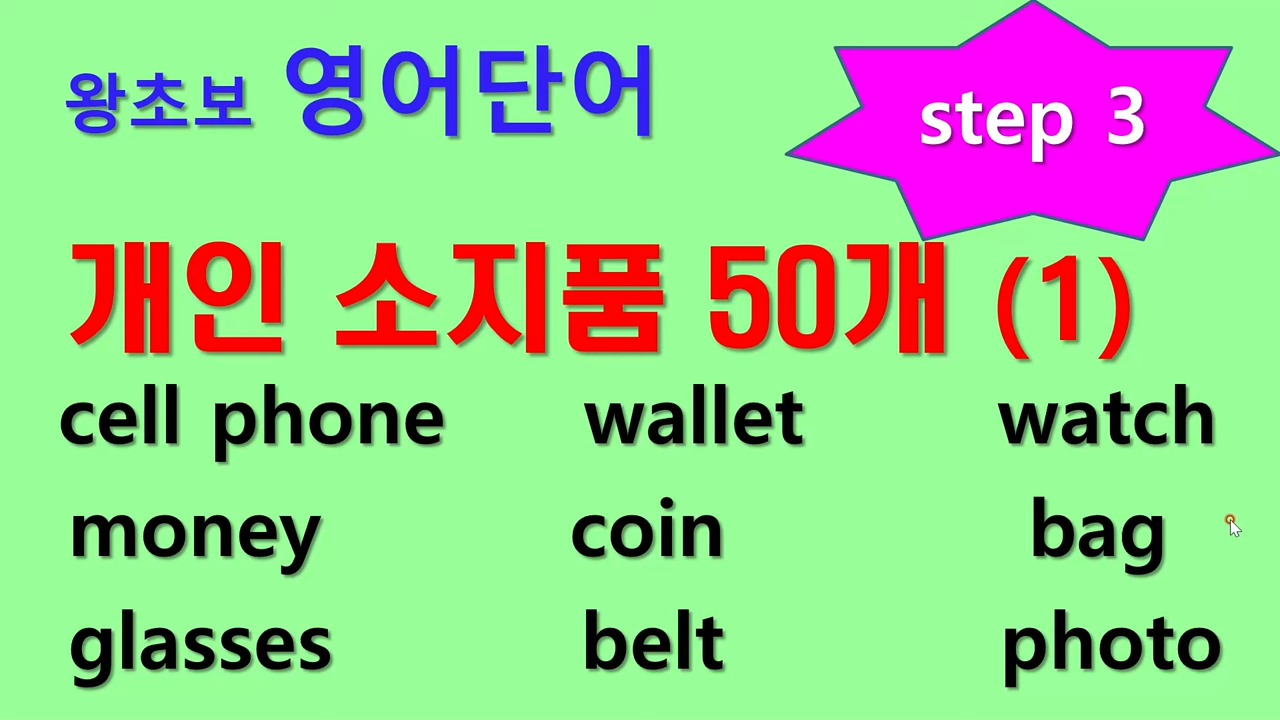 왕초보 영어단어
step 3
개인 소지품 50개 (1)
cell phone wallet watch
money coin bag
glasses belt photo